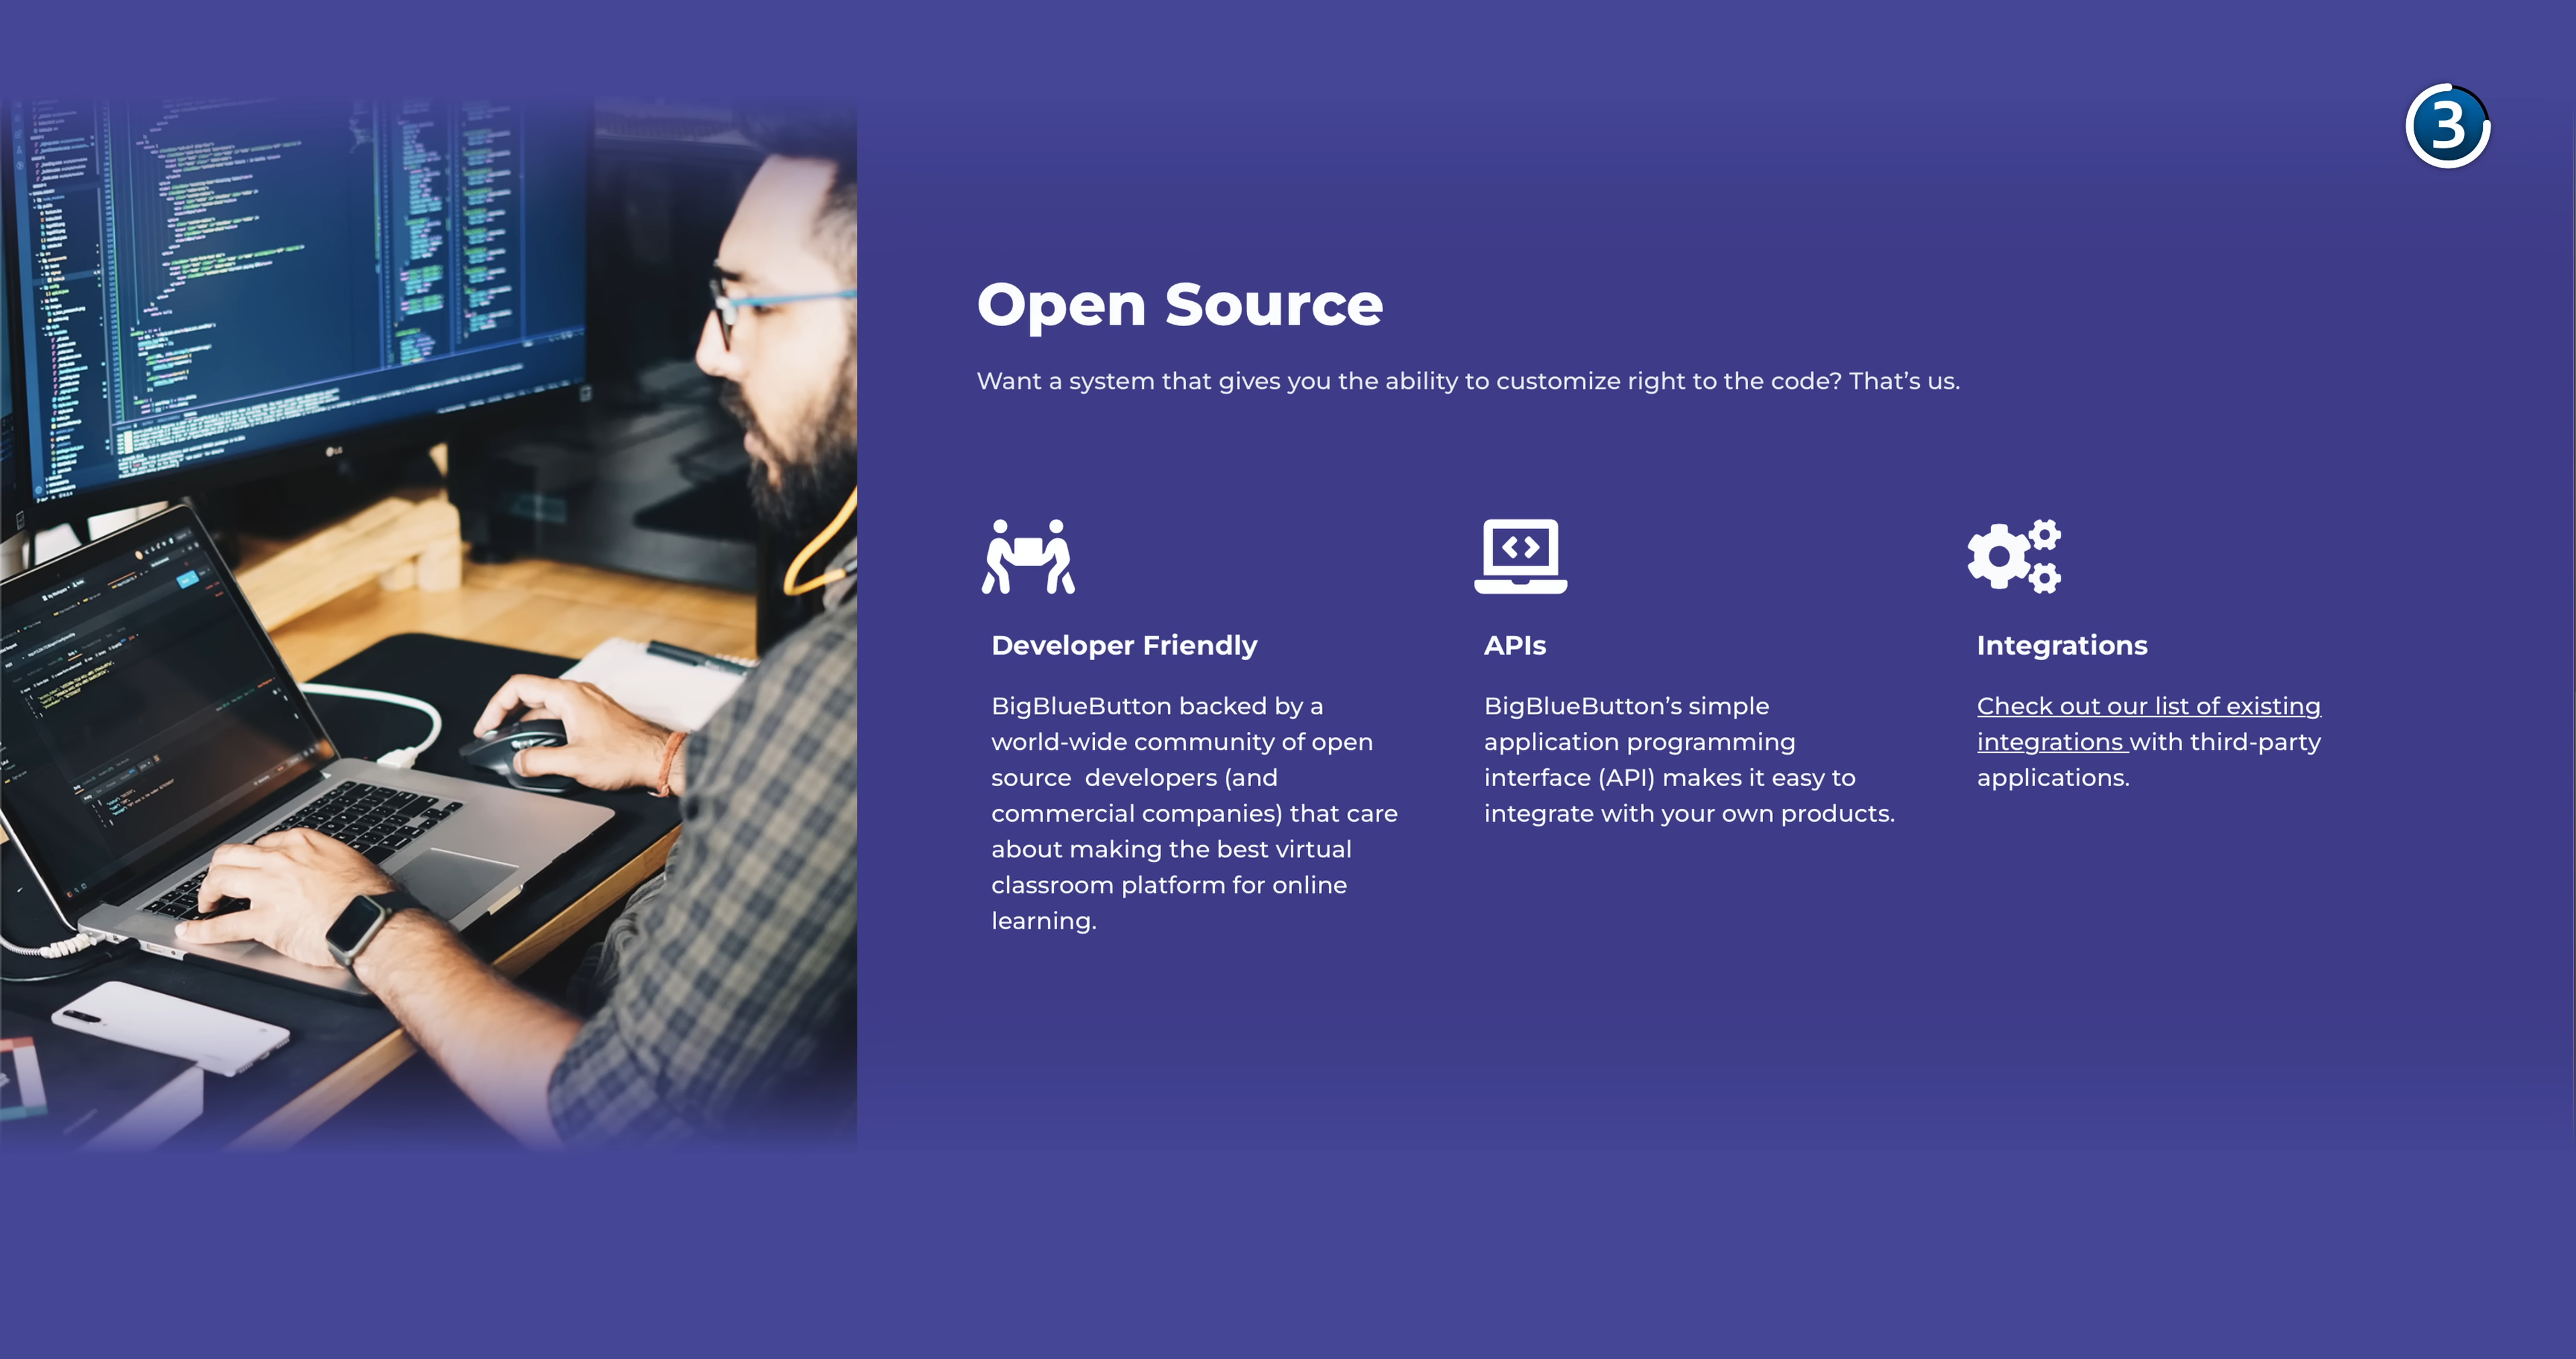 3
Open Source
Want a system that gives you the ability to customize right to the code? That’s us.
Developer Friendly
BigBlueButton backed by a
world-wide community of open
source  developers (and
commercial companies) that care
about making the best virtual
classroom platform for online
learning.
APIs
BigBlueButton’s simple
application programming
interface (API) makes it easy to
integrate with your own products.
Integrations
Check out our list of existing
integrations with third-party
applications.
LG